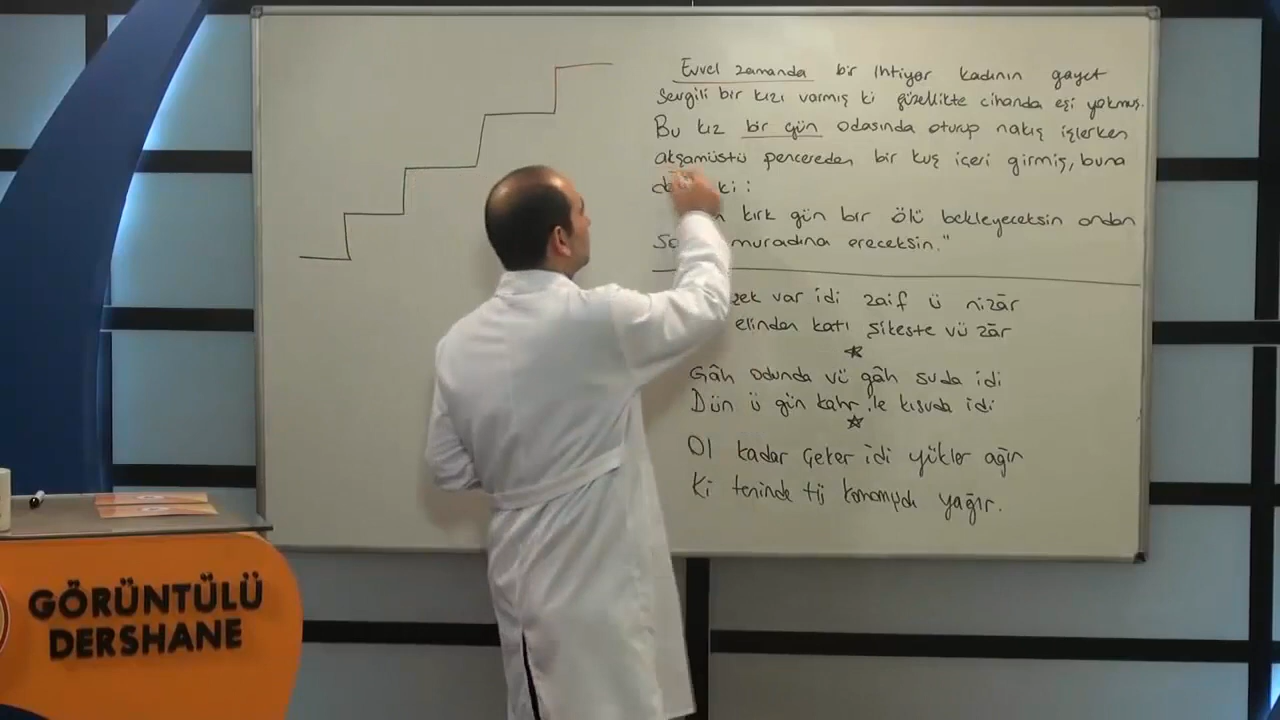 Evvel zamanda bir ihtiyar kadının gayet
sevgili bir kızı varmış ki güzellikte cihanda eşi yokmuş.
Bu kız bir gün odasında oturup nakış işlerken
akşamüstü pencereden bir kuş içeri girmiş, buna
ki:
kırk gün bir ölü bekleyeceksin ondan
muradına ereceksin."
var idi zaif ü nizâr
elinden katı şikeste vü zâr
Gâh odunda vü gâh suda idi
Dün ü gün kahr ile kısuda idi
Ol kadar çeker idi yükler ağır
Ki teninde tü komamışdı yağır.
GÖRÜNTÜLÜ
DERSHANE